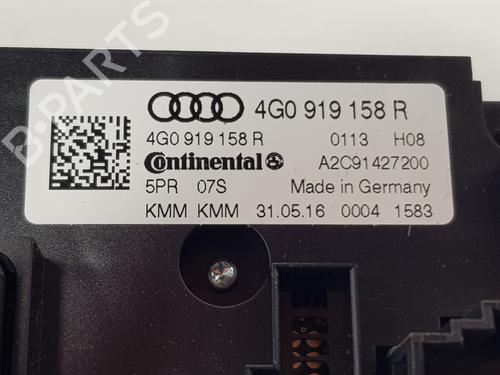 4G0 919 158 R
4G0 919 158 R 0113 H08
Continental A2C91427200
5PR 07S Made in Germany
KMM KMM 31.05.16 0004 1583
B-PARTS